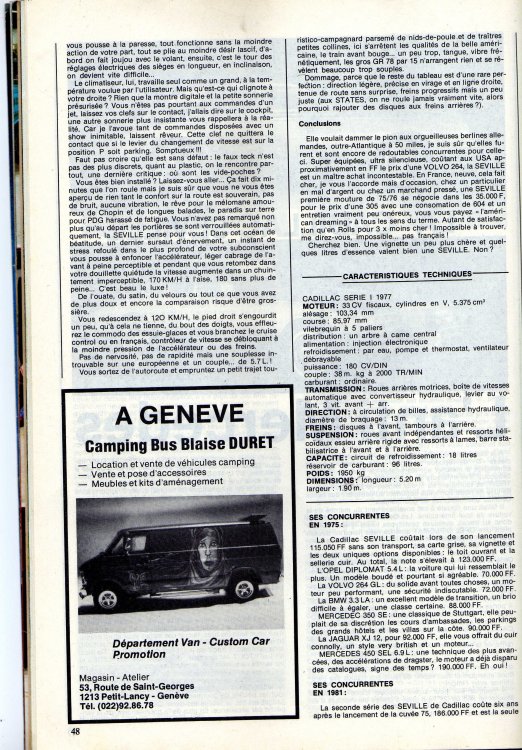 vous pousse à la paresse, tout fonctionne sans la moindre
action de votre part, tout se plie au moindre désir lascif, d'a-
bord on fait joujou avec le volant, ensuite, c'est le tour des
réglages électriques des sièges en longueur, en inclinaison,
on devient vite difficile...
Le climatiseur, lui, travaille seul comme un grand, à la tem-
pérature voulue par l'utilisateur. Mais qu'est-ce qui clignote à
votre droite ? Rien que la montre digitale et la petite sonnerie
présurisée ? Vous n'êtes pas pourtant aux commandes d'un
jet, laissez vos clefs sur le contact, j'allais dire sur le cockpit,
une autre sonnerie plus insistante vous rappellera à la réa-
lité. Car je l'avoue tant de commandes disposées avec un
show inimitable, laissent rêveur. Cette clef ne quittera le
contact que si le levier du changement de vitesse est sur la
position P soit parking. Somptueux !!!
Faut pas croire qu'elle est sans défaut : le faux teck n'est
pas des plus discrets, quant au plastic, on le rencontre par-
tout, une dernière critique : où sont les vide-poches ?
Vous êtes bien installé ? Laissez-vous aller... Ça fait dix mi-
nutes que l'on roule mais je suis sûr que vous ne vous êtes
aperçu de rien tant le confort sur la route est souverain, pas
de bruit, aucune vibration, le rêve pour le mélomane amou-
reux de Chopin et de longues balades, le paradis sur terre
pour PDG harassé de fatigue. Vous n'avez pas remarqué non
plus qu'au départ les portières se sont verrouillées automati-
quement, la SEVILLE pense pour vous ! Dans cet océan de
béatitude, un dernier sursaut d'énervement, un instant de
stress refoulé dans le plus profond de votre subconscient
vous pousse à enfoncer l'accélérateur, léger cabrage de l'a-
vant à peine perceptible et pendant que vous retombez dans
votre douillette quiétude la vitesse augmente dans un chuin-
tement imperceptible, 170 KM/H à l'aise, 180 sans plus de
peine... C'est beau le luxe !
De l'ouate, du satin, du velours ou tout ce que vous avez
de plus doux et encore la comparaison risque d'être gros-
sière.
Vous redescendez à 120 KM/H, le pied droit s'engourdit
un peu, qu'à cela ne tienne, du bout des doigts, vous effleu-
rez le commodo des essuie-glaces et vous branchez le cruise
control ou en français, contrôleur de vitesse se débloquant à
la moindre pression de l'accélérateur ou des freins.
Pas de nervosité, pas de rapidité mais une souplesse in-
trouvable sur une européenne et un couple... de 5.7 L !
Vous sortez de l'autoroute et empruntez un petit trajet tou-
A GENEVE
Camping Bus Blaise DURET
— Location et vente de véhicules camping
— Vente et pose d'accessoires
— Meubles et kits d'aménagement
Département Van - Custom Car
Promotion
Magasin - Atelier
53, Route de Saint-Georges
1213 Petit-Lancy - Genève
Tél. (022)92.86.78
48
ristico-campagnard parsemé de nids-de-poule et de traîtres
petites collines, ici s'arrêtent les qualités de la belle améri-
caine, le train avant bouge... un peu trop, tangue, vibre fré-
nétiquement, les gros GR 78 par 15 n'arrangent rien et se ré-
vèlent beaucoup trop souples.
Dommage, parce que le reste du tableau est d'une rare per-
fection : direction légère, précise en virage et en ligne droite,
tenue de route sans surprise, freins progressifs mais un peu
juste (aux STATES, on ne roule jamais vraiment vite, alors
pourquoi rajouter des disques aux freins arrières ?).
Conclusions
Elle voulait dammer le pion aux orgueilleuses berlines alle-
mandes, outre-Atlantique à 50 miles, je suis sûr qu'elles fu-
rent et sont encore de redoutables concurrentes pour celle-
ci. Super équipées, ultra silencieuse, coûtant aux USA ap-
proximativement en FF le prix d'une VOLVO 264, la SEVILLE
est un maître achat incontestable. En France, neuve, cela fait
cher, je vous l'accorde mais d'occasion, chez un particulier
en mal d'argent ou chez un marchand pressé, une SEVILLE
première mouture de 75/76 se négocie dans les 35.000 F,
pour le prix d'une 305 avec une consommation de 604 et un
entretien vraiment peu onéreux, vous vous payez « l'améri-
can dreaming » à tous les sens du terme. Autant de satisfac-
tion qu'en Rolls pour 3 x moins cher ! Impossible à trouver,
ma direz-vous, impossible... pas français !
Cherchez bien. Une vignette un peu plus chère et quel-
ques litres d'essence valent bien une SEVILLE. Non ?
CARACTERISTIQUES TECHNIQUES
CADILLAC SERIE I 1977
MOTEUR : 33 CV fiscaux, cylindres en V, 5.375 cm³
alésage : 103,34 mm
course : 85,97 mm
vilebrequin à 5 paliers
distribution : un arbre à came central
alimentation : injection électronique
refroidissement : par eau, pompe et thermostat, ventilateur
débrayable
puissance : 180 CV/DIN
couple : 38 m. kg à 2000 TR/MIN
carburant : ordinaire.
TRANSMISSION : Roues arrières motrices, boîte de vitesses
automatique avec convertisseur hydraulique, levier au vo-
lant, 3 vit. avant + arr.
DIRECTION : à circulation de billes, assistance hydraulique,
diamètre de braquage : 13 m.
FREINS : disques à l'avant, tambours à l'arrière.
SUSPENSION : roues avant indépendantes et ressorts héli-
coïdaux essieu arrière rigide avec ressorts à lames, barre sta-
bilisatrice à l'avant et à l'arrière.
CAPACITE : circuit de refroidissement : 18 litres
réservoir de carburant : 96 litres.
POIDS : 1950 kg
DIMENSIONS : longueur : 5.20 m
largeur : 1.90 m.
SES CONCURRENTES
EN 1975 :
La Cadillac SEVILLE coûtait lors de son lancement
115.050 FF sans son transport, sa carte grise, sa vignette et
les deux uniques options disponibles : le toit ouvrant et la
sellerie cuir. Au total, la note s'élevait à 123.000 FF.
L'OPEL DIPLOMAT 5.4 L : la voiture qui lui ressemblait le
plus. Un modèle boudé et pourtant si agréable. 70.000 FF.
La VOLVO 264 GL : du solide avant toutes choses, un mo-
teur peu performant, une sécurité indiscutable. 72.000 FF.
La BMW 3.3 LA : un excellent modèle de transition, un brio
difficile à égaler, une classe certaine. 88.000 FF.
MERCEDEC 350 SE : une classique de Stuttgart, elle peu-
plait de sa discrétion les cours d'ambassades, les parkings
des grands hôtels et les villas sur la côte. 90.000 FF.
La JAGUAR XJ 12, pour 92.000 FF, elle vous offrait du cuir
connolly, un style very british et un moteur...
MERCEDES 450 SEL 6.9 L : une technique des plus avan-
cées, des accélérations de dragster, le moteur a déjà disparu
des catalogues, signe des temps ? 190.000 FF. Eh oui !
SES CONCURRENTES
EN 1981 :
La seconde série des SEVILLE de Cadillac coûte six ans
après le lancement de la cuvée 75, 186.000 FF et est la seule